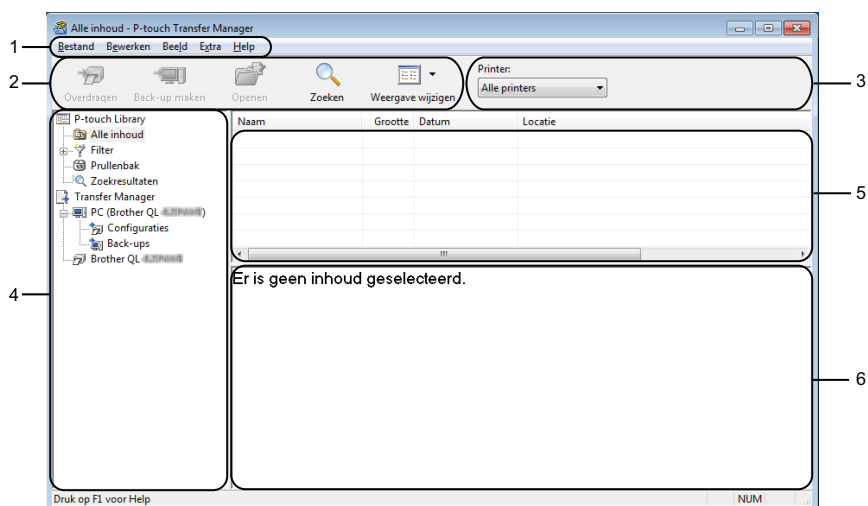 Alle inhoud - P-touch Transfer Manager
1
Bestand Bewerken Beeld Extra Help
2
Overdragen Back-up maken Openen Zoeken Weergave wijzigen
Printer:
Alle printers
3
P-touch Library
Alle inhoud
Filter
Prullenbak
Zoekresultaten
Transfer Manager
PC (Brother QL- )
Configuraties
Back-ups
Brother QL-
4
Naam Grootte Datum Locatie
5
Er is geen inhoud geselecteerd.
6
Druk op F1 voor Help
NUM